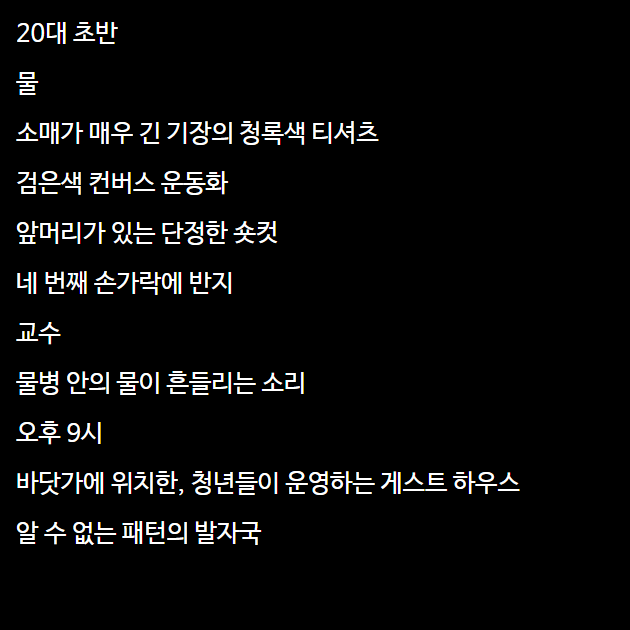 20대 초반
물
소매가 매우 긴 기장의 청록색 티셔츠
검은색 컨버스 운동화
앞머리가 있는 단정한 숏컷
네 번째 손가락에 반지
교수
물병 안의 물이 흔들리는 소리
오후 9시
바닷가에 위치한, 청년들이 운영하는 게스트 하우스
알 수 없는 패턴의 발자국